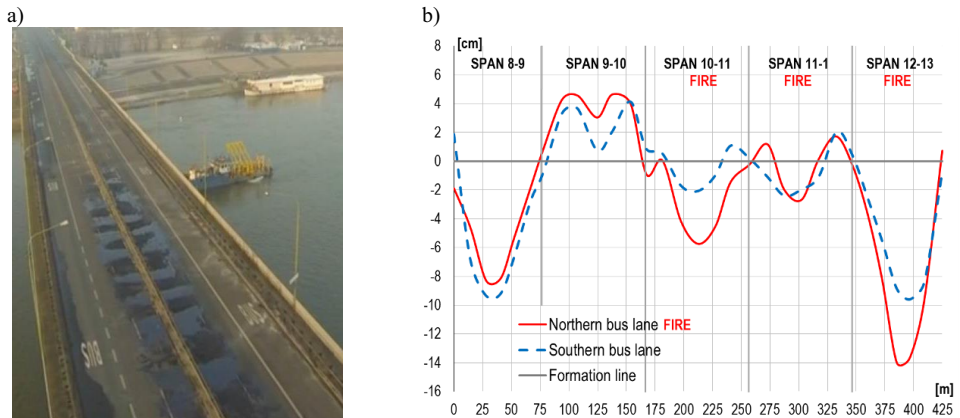 a)
b)
BUS
[cm]
SPAN 8-9 SPAN 9-10 SPAN 10-11 SPAN 11-1 SPAN 12-13
FIRE FIRE FIRE
8
6
4
2
0
-2
-4
-6
-8
-10
-12
-14
-16
Northern bus lane FIRE
Southern bus lane
Formation line
[m]
0 25 50 75 100 125 150 175 200 225 250 275 300 325 350 375 400 425